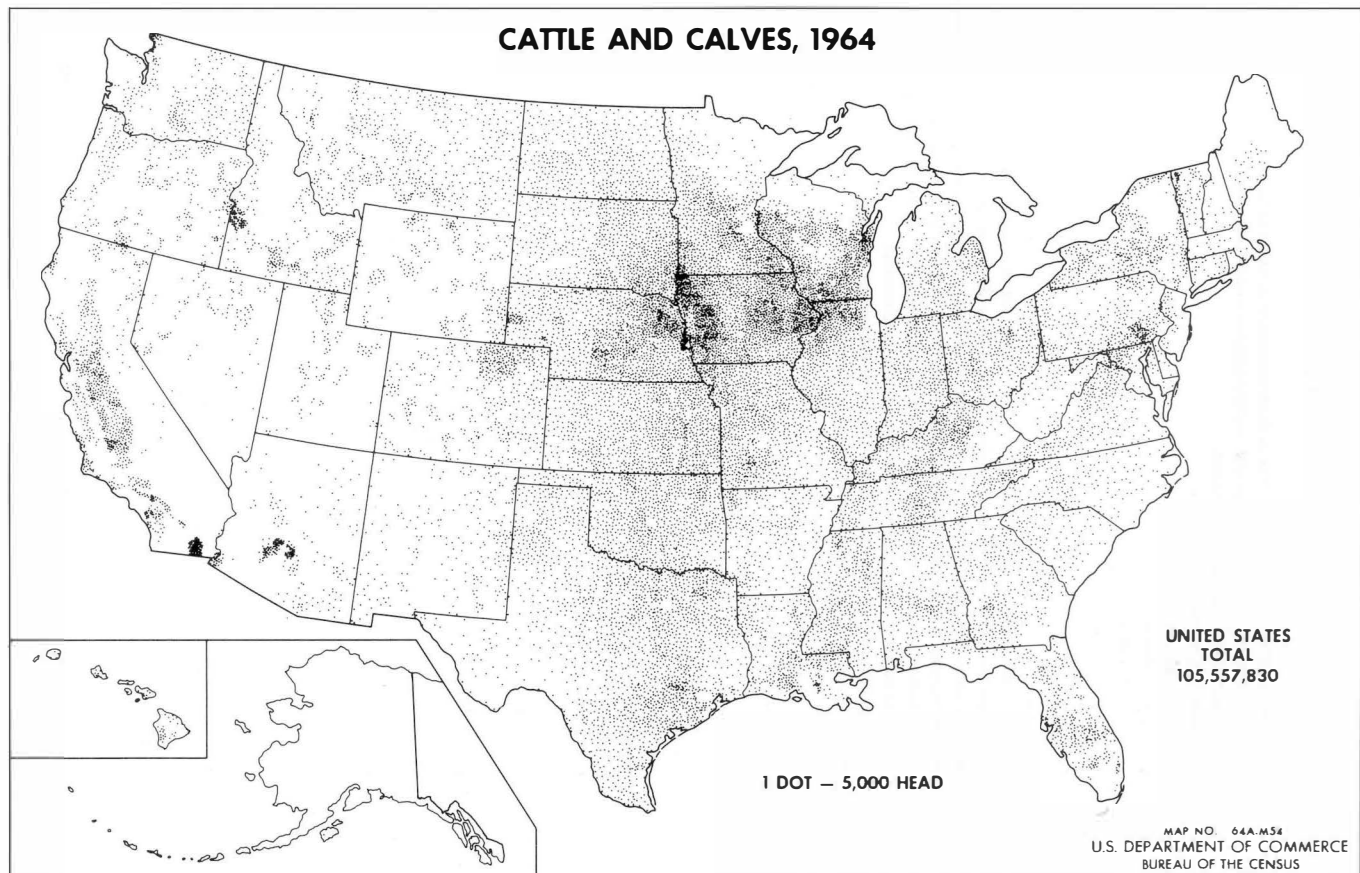 CATTLE AND CALVES, 1964
UNITED STATES
TOTAL
105,557,830
1 DOT — 5,000 HEAD
MAP NO. 64A-M54
U.S. DEPARTMENT OF COMMERCE
BUREAU OF THE CENSUS